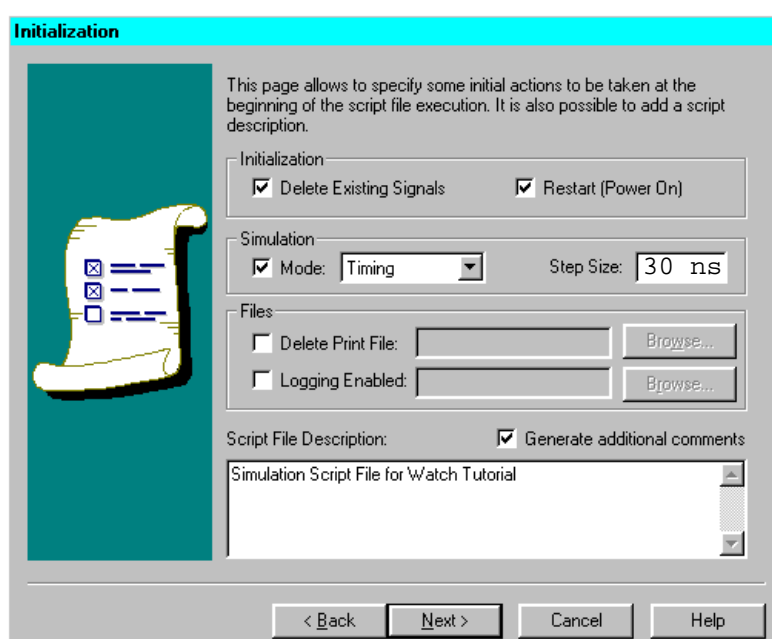 Initialization
This page allows to specify some initial actions to be taken at the
beginning of the script file execution. It is also possible to add a script
description.
Initialization
Delete Existing Signals Restart (Power On)
Simulation
Mode: Timing Step Size: 30 ns
Files
Delete Print File: Browse...
Logging Enabled: Browse...
Script File Description: Generate additional comments
Simulation Script File for Watch Tutorial
< Back Next > Cancel Help